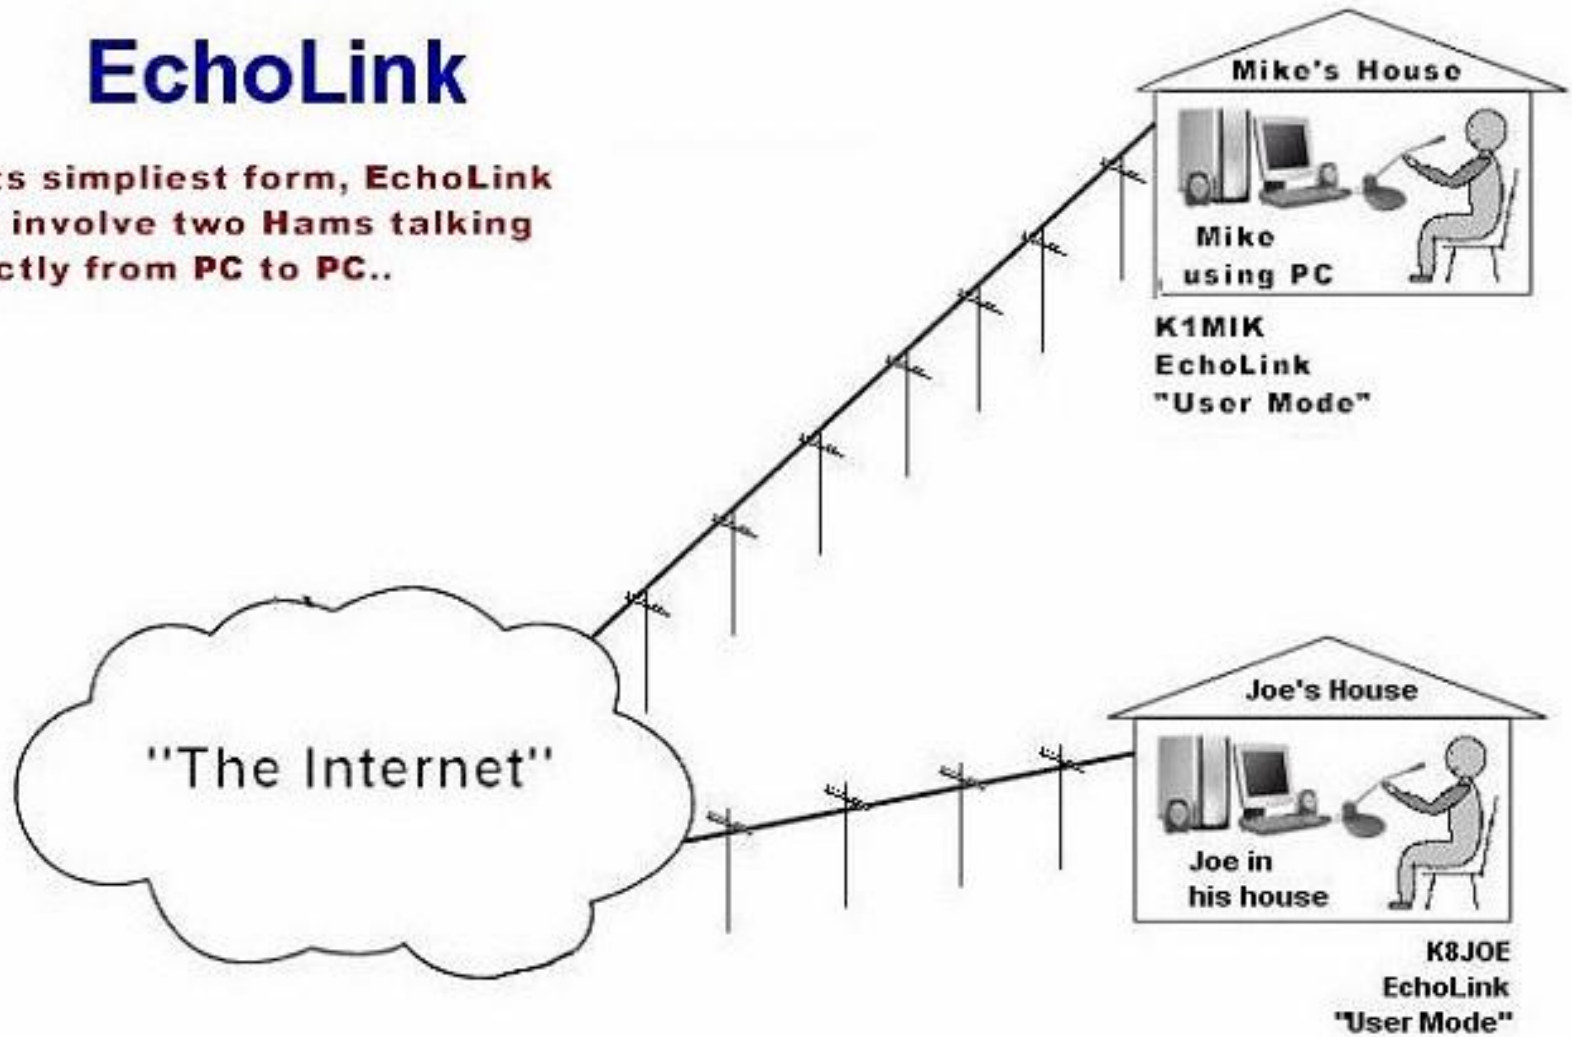 EchoLink
ts simpliest form, EchoLink
involve two Hams talking
ctly from PC to PC..
Mike's House
Mike
using PC
K1MIK
EchoLink
"User Mode"
"The Internet"
Joe's House
Joe in
his house
K8JOE
EchoLink
"User Mode"